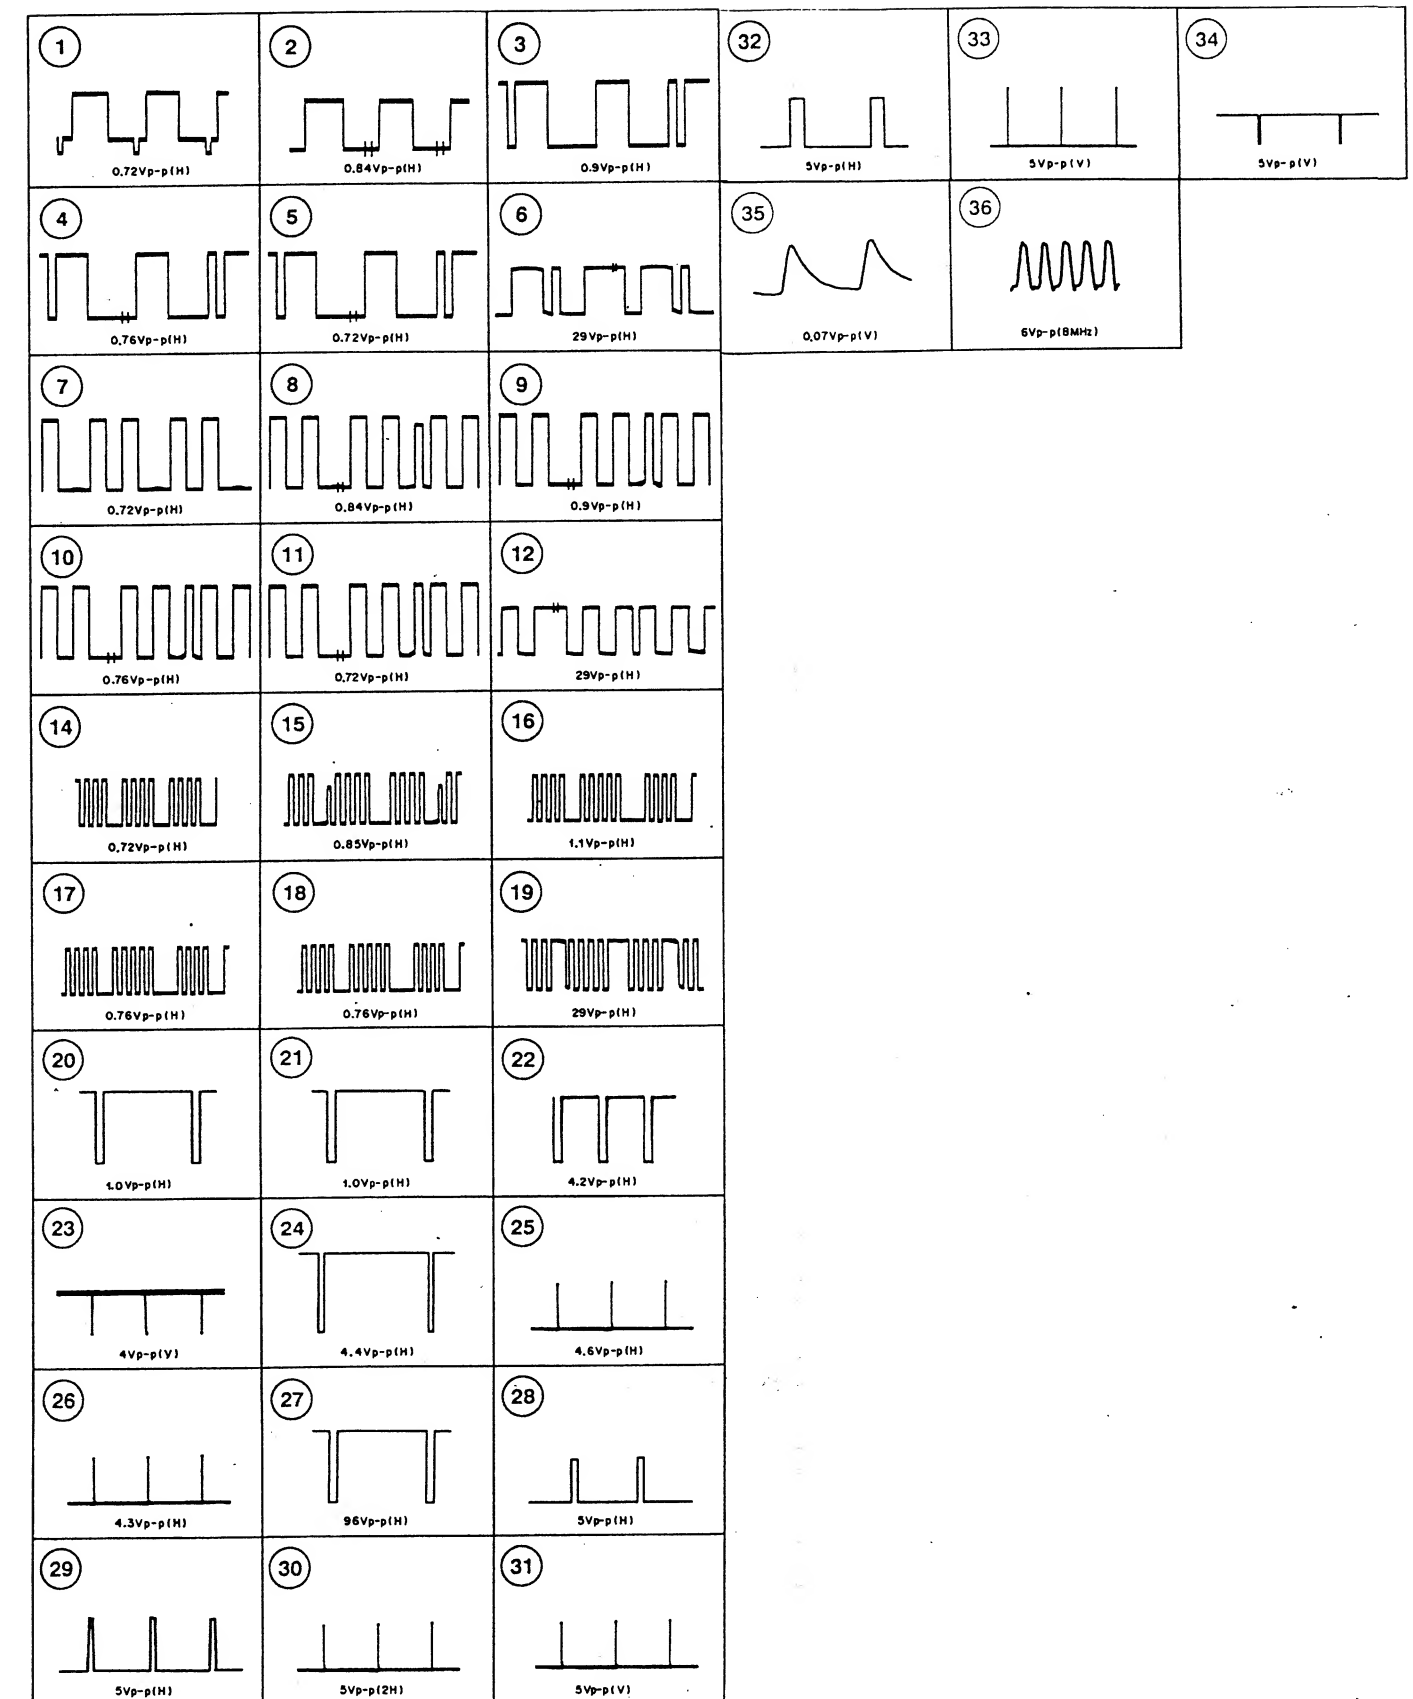 1 2 3 32 33 34
0.72Vp-p(H) 0.84Vp-p(H) 0.9Vp-p(H) 5Vp-p(H) 5Vp-p(V) 5Vp-p(V)
4 5 6 35 36
0.76Vp-p(H) 0.72Vp-p(H) 29Vp-p(H) 0.07Vp-p(V) 6Vp-p(8MHz)
7 8 9
0.72Vp-p(H) 0.84Vp-p(H) 0.9Vp-p(H)
10 11 12
0.76Vp-p(H) 0.72Vp-p(H) 29Vp-p(H)
14 15 16
0.72Vp-p(H) 0.85Vp-p(H) 1.1Vp-p(H)
17 18 19
0.76Vp-p(H) 0.76Vp-p(H) 29Vp-p(H)
20 21 22
1.0Vp-p(H) 1.0Vp-p(H) 4.2Vp-p(H)
23 24 25
4Vp-p(V) 4.4Vp-p(H) 4.6Vp-p(H)
26 27 28
4.3Vp-p(H) 96Vp-p(H) 5Vp-p(H)
29 30 31
5Vp-p(H) 5Vp-p(2H) 5Vp-p(V)